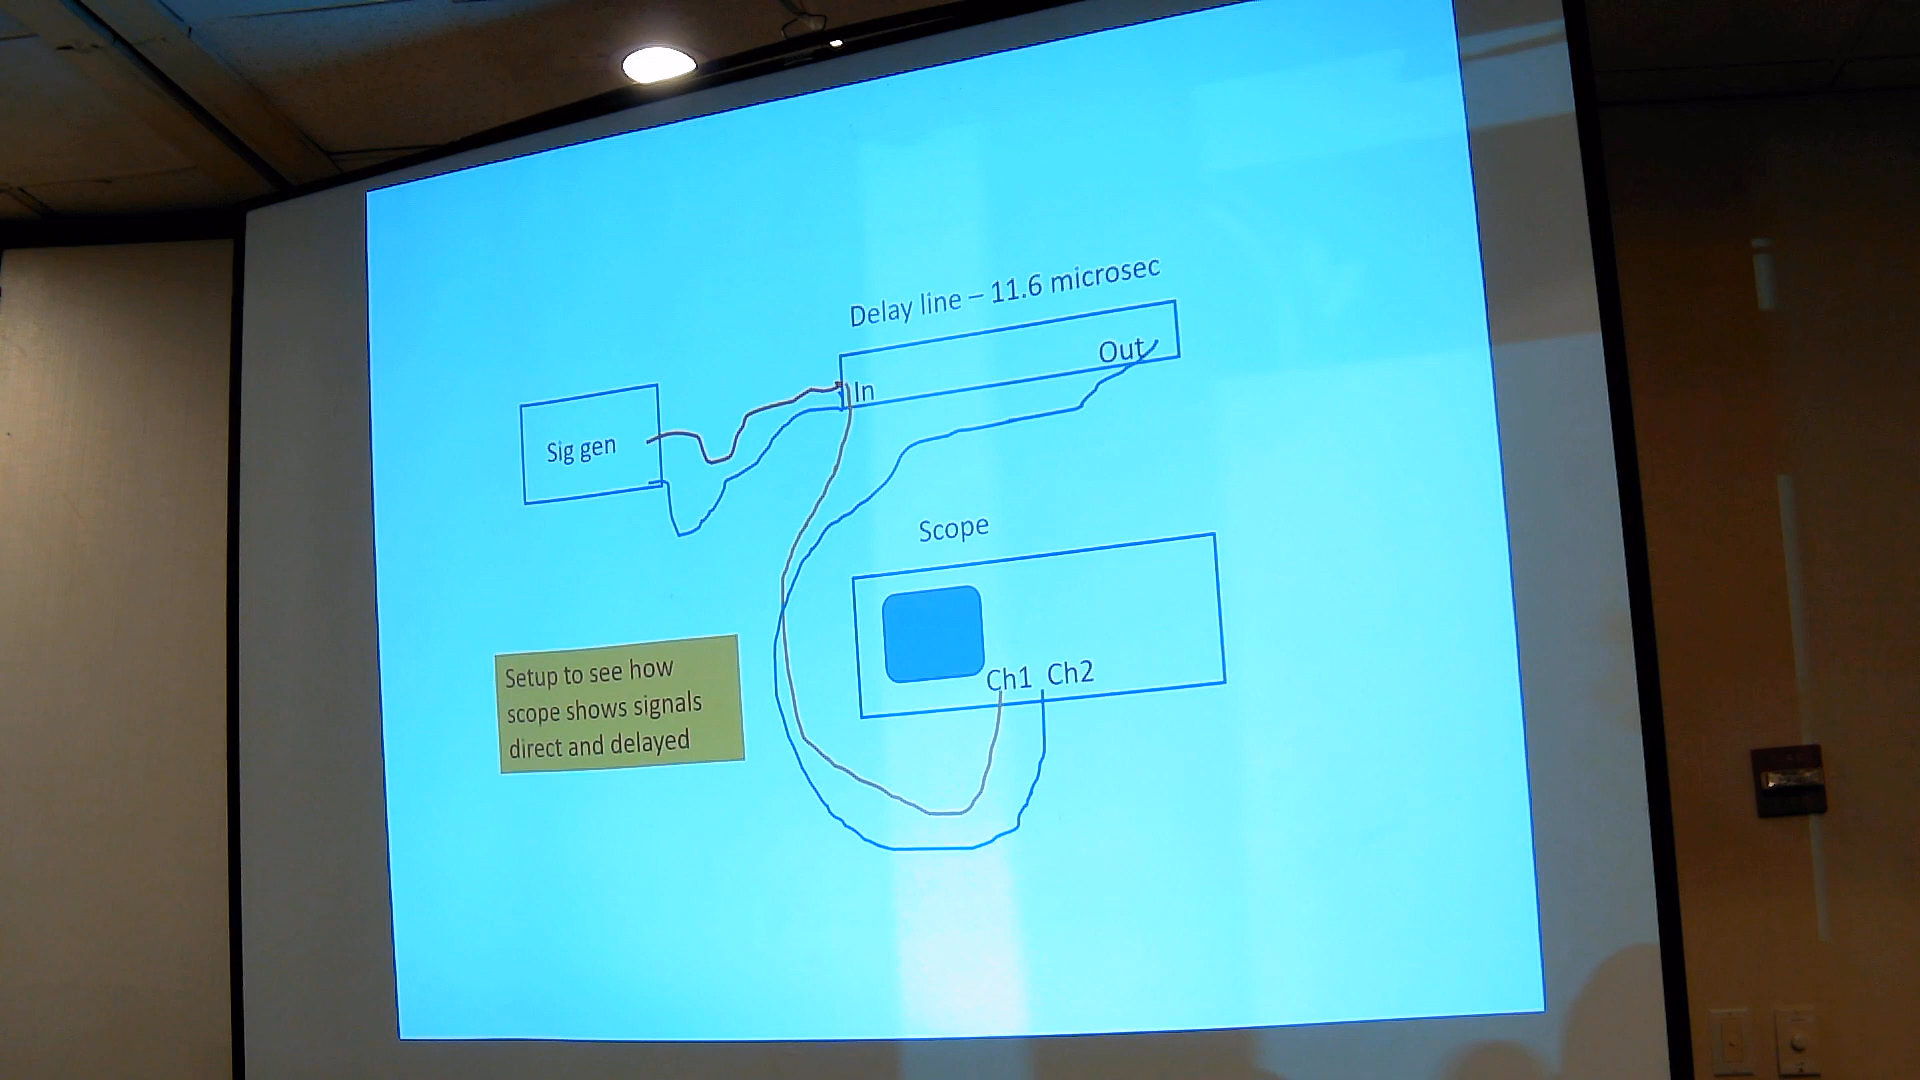 Delay line – 11.6 microsec
Out
In
Sig gen
Scope
Ch1 Ch2
Setup to see how
scope shows signals
direct and delayed